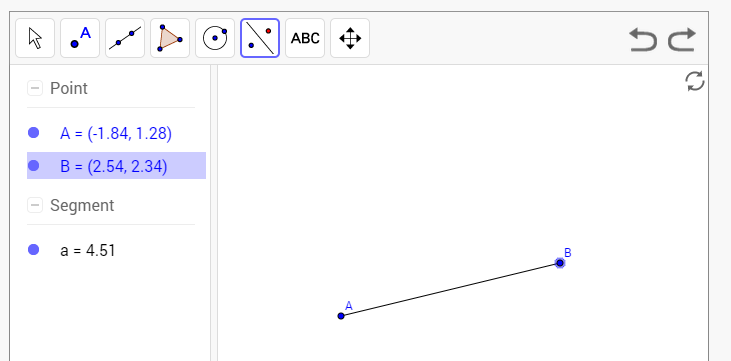 A
ABC
Point
A = (-1.84, 1.28)
B = (2.54, 2.34)
Segment
a = 4.51
B
A